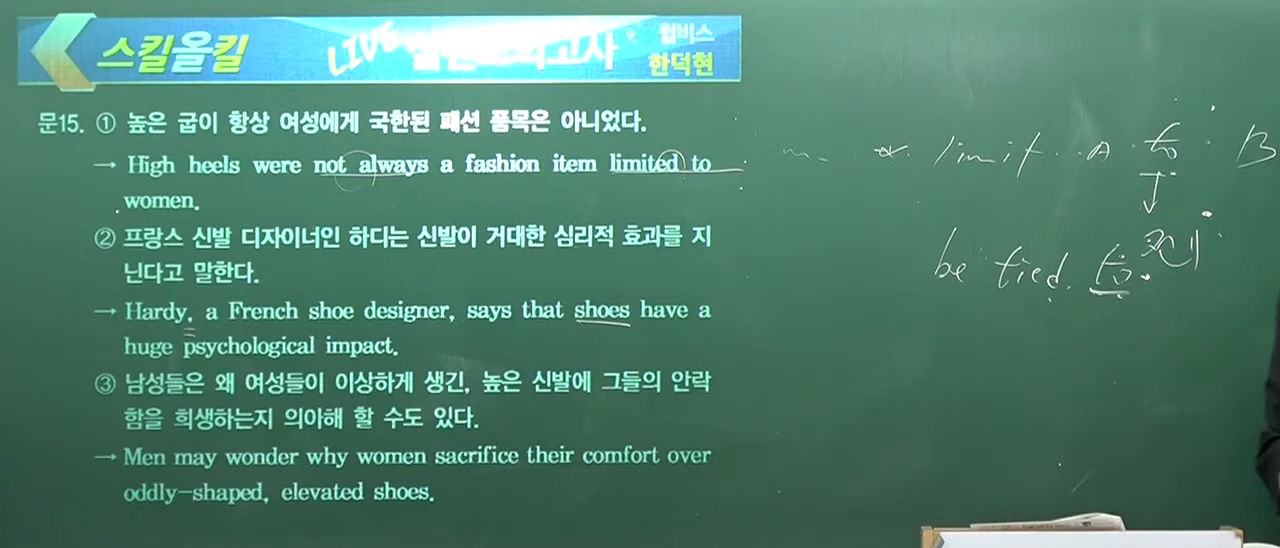 스킬올킬
LIVE
윌비스
한덕현
문15. ① 높은 굽이 항상 여성에게 국한된 패션 품목은 아니었다.
→ High heels were not always a fashion item limited to
women.
② 프랑스 신발 디자이너인 하디는 신발이 거대한 심리적 효과를 지
닌다고 말한다.
→ Hardy, a French shoe designer, says that shoes have a
huge psychological impact.
③ 남성들은 왜 여성들이 이상하게 생긴, 높은 신발에 그들의 안락
함을 희생하는지 의아해 할 수도 있다.
→ Men may wonder why women sacrifice their comfort over
oddly-shaped, elevated shoes.
limit A to B
be tied to